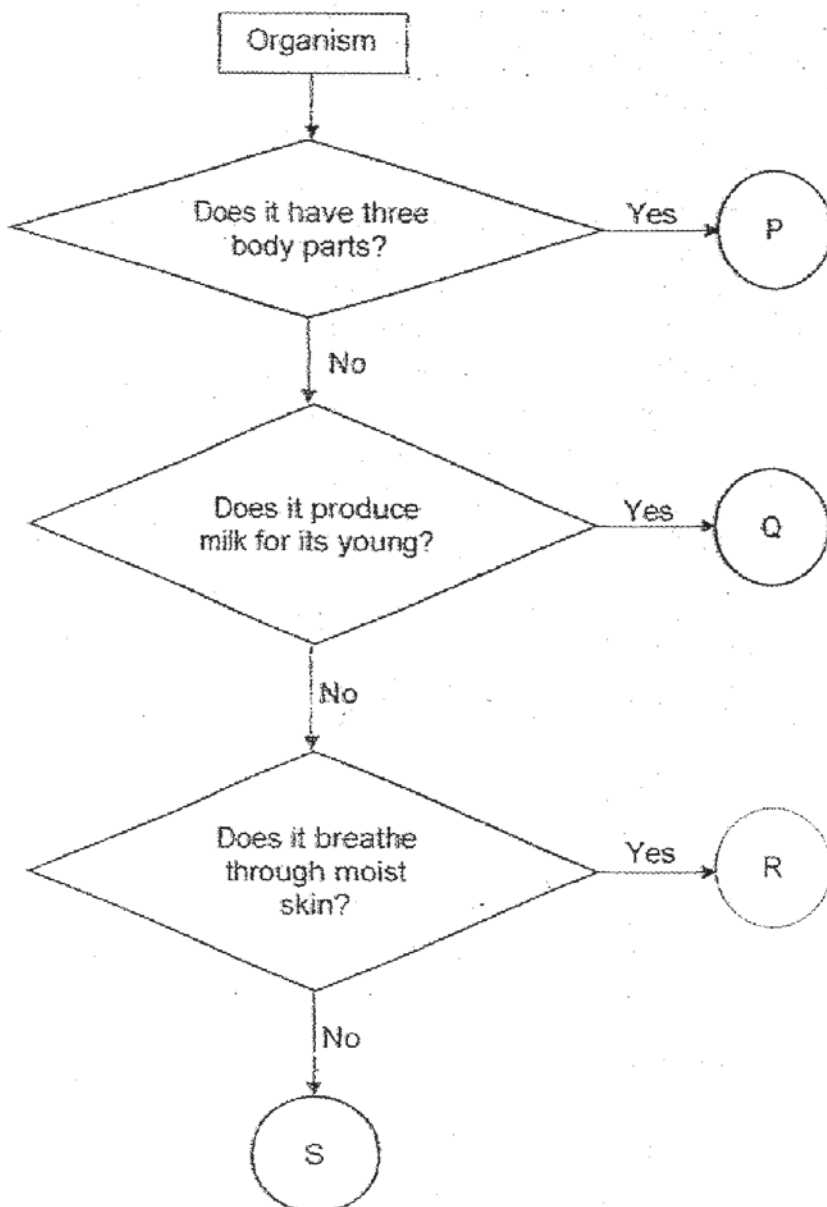 Organism
Does it have three
body parts?
Yes
P
No
Does it produce
milk for its young?
Yes
Q
No
Does it breathe
through moist
skin?
Yes
R
No
S